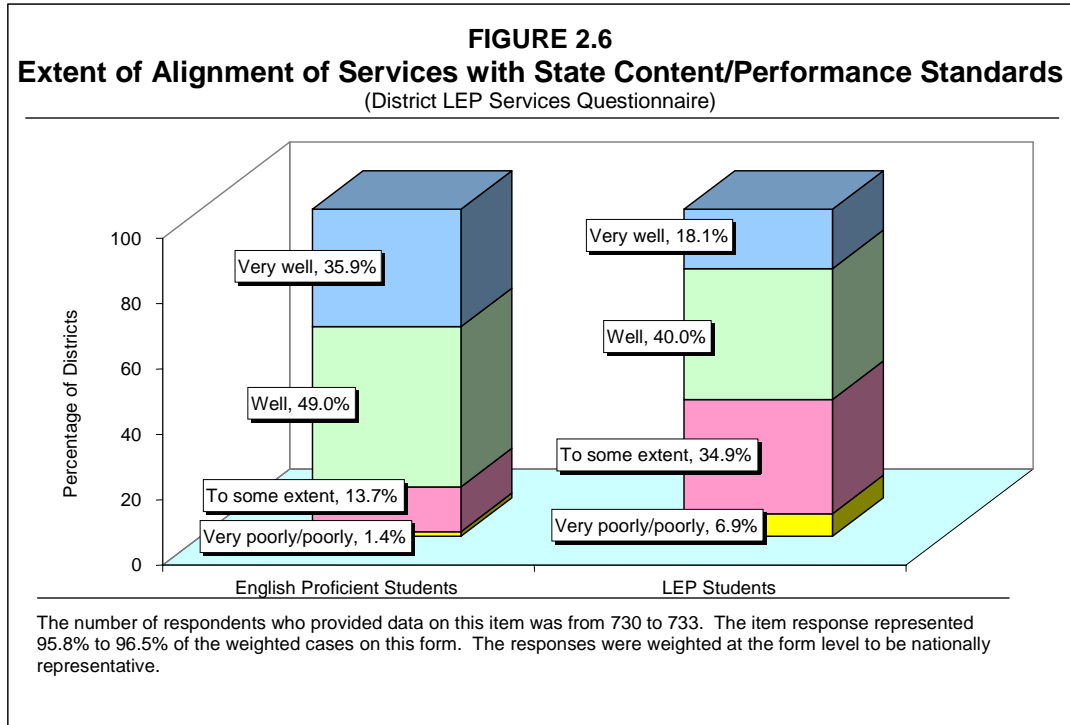 FIGURE 2.6
Extent of Alignment of Services with State Content/Performance Standards
(District LEP Services Questionnaire)
Percentage of Districts
100
80
60
40
20
0
Very well, 35.9%
Well, 49.0%
To some extent, 13.7%
Very poorly/poorly, 1.4%
Very well, 18.1%
Well, 40.0%
To some extent, 34.9%
Very poorly/poorly, 6.9%
English Proficient Students
LEP Students
The number of respondents who provided data on this item was from 730 to 733.  The item response represented
95.8% to 96.5% of the weighted cases on this form.  The responses were weighted at the form level to be nationally
representative.